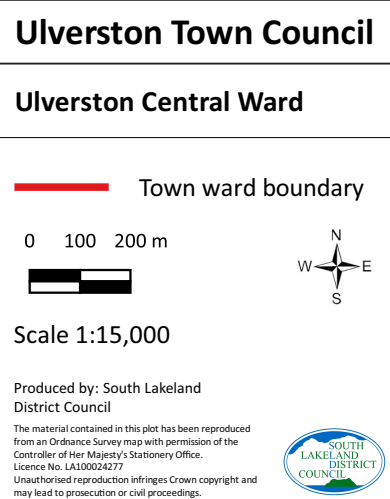 Ulverston Town Council
Ulverston Central Ward
Town ward boundary
0 100 200 m
N
W E
S
Scale 1:15,000
Produced by: South Lakeland
District Council
The material contained in this plot has been reproduced
from an Ordnance Survey map with permission of the
Controller of Her Majesty's Stationery Office.
Licence No. LA100024277
Unauthorised reproduction infringes Crown copyright and
may lead to prosecution or civil proceedings.
SOUTH
LAKELAND
DISTRICT
COUNCIL